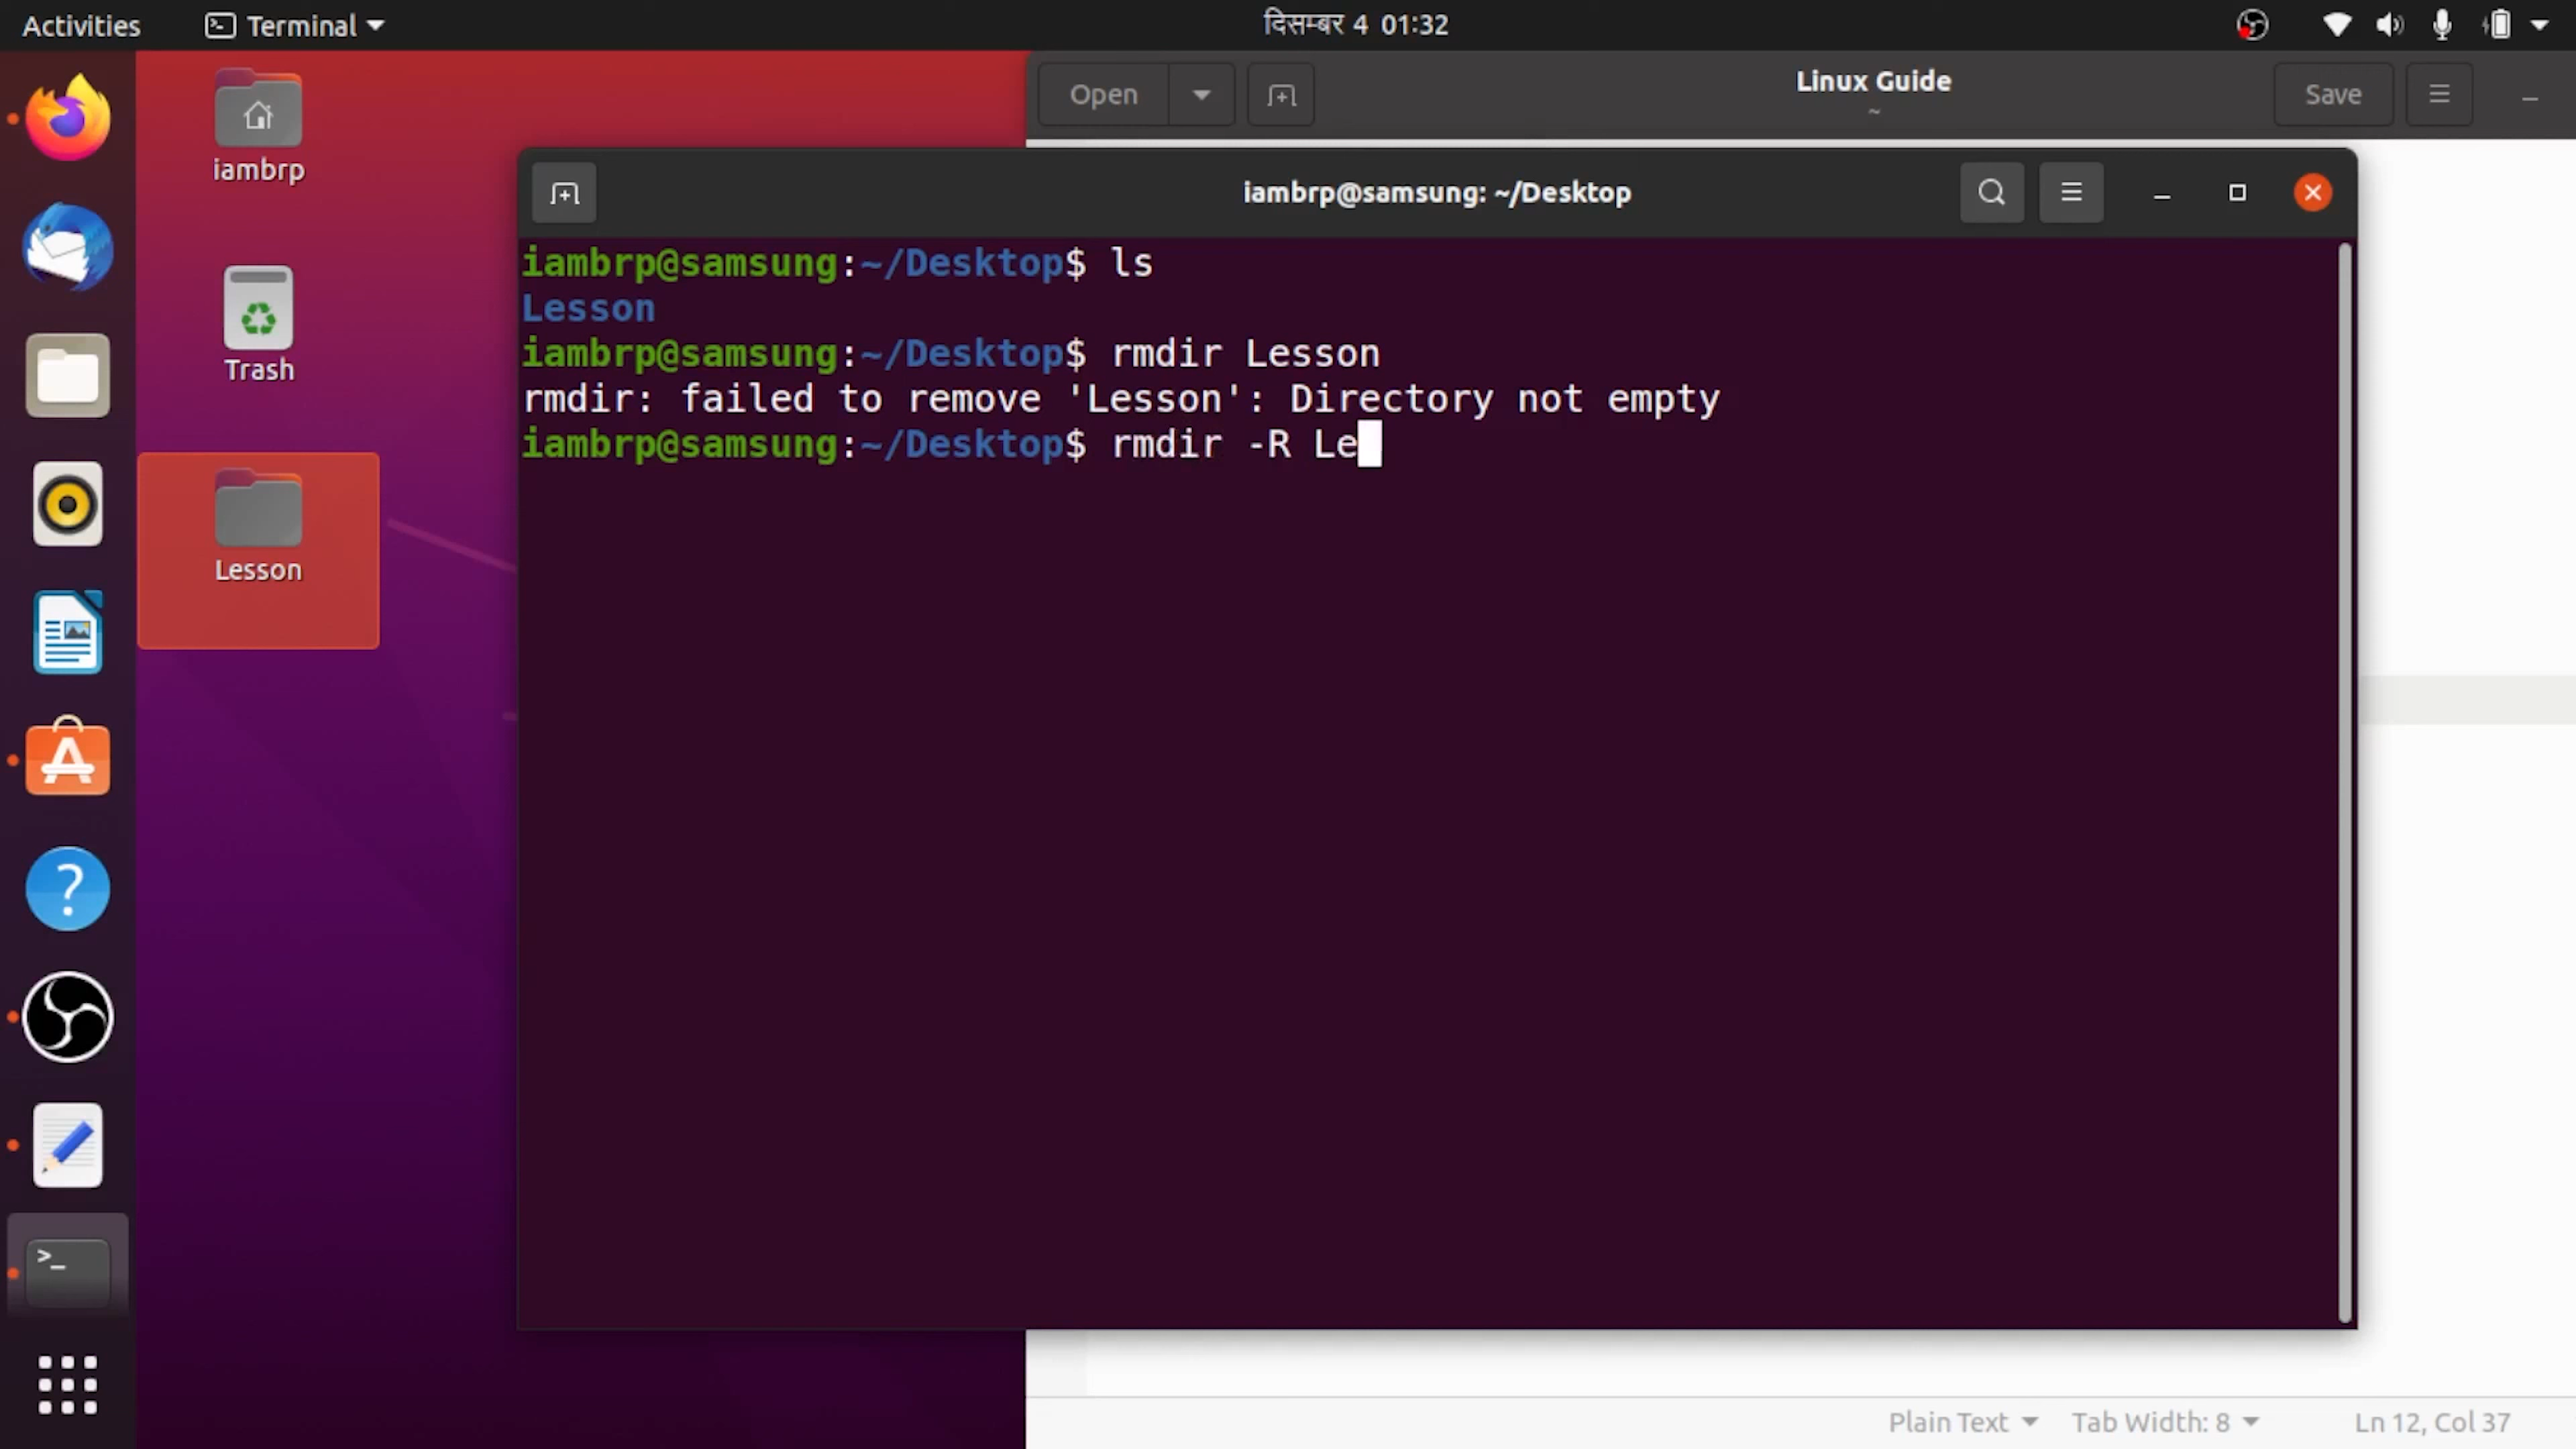 Activities
Terminal
दिसम्बर 4 01:32
iambrp
Trash
Lesson
Open
Linux Guide
~
Save
iambrp@samsung: ~/Desktop
iambrp@samsung:~/Desktop$ ls
Lesson
iambrp@samsung:~/Desktop$ rmdir Lesson
rmdir: failed to remove 'Lesson': Directory not empty
iambrp@samsung:~/Desktop$ rmdir -R Le
Plain Text
Tab Width: 8
Ln 12, Col 37